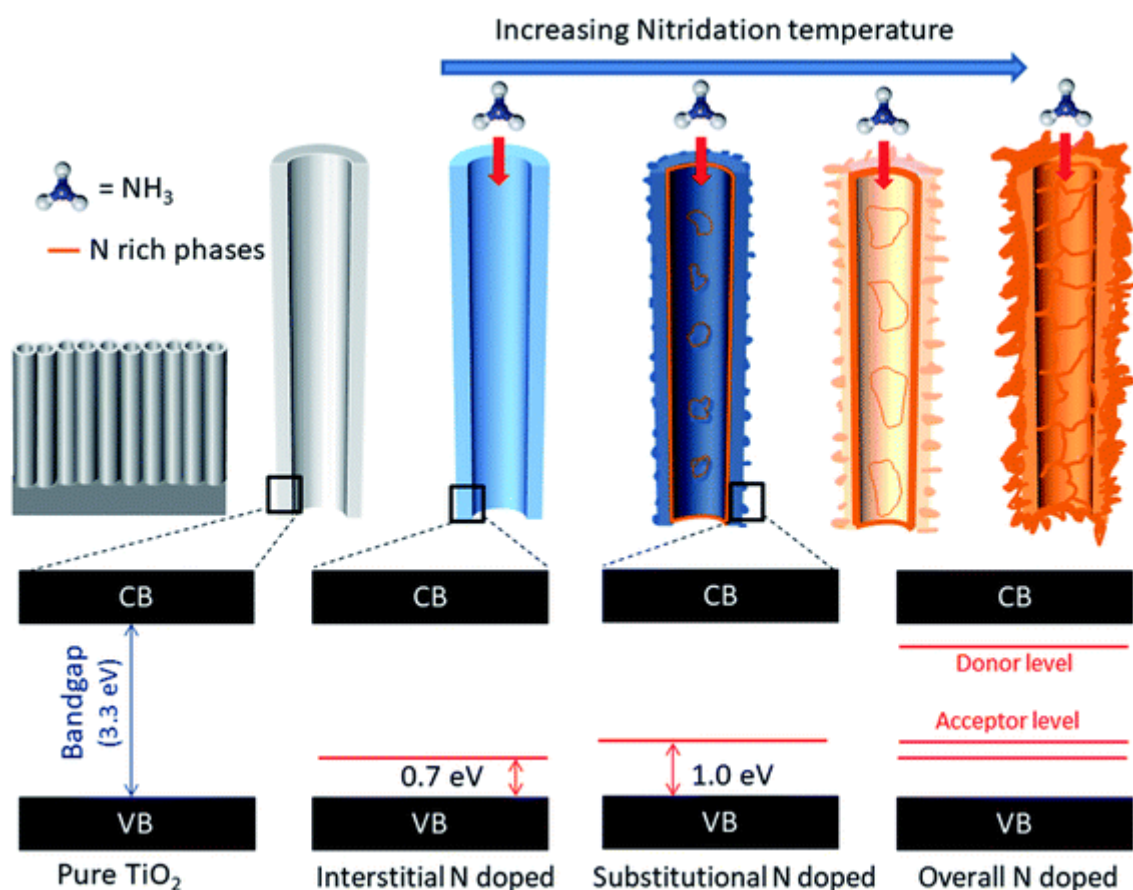 Increasing Nitridation temperature
= NH₃
N rich phases
CB
CB
CB
CB
Bandgap
(3.3 eV)
Donor level
Acceptor level
0.7 eV
1.0 eV
VB
VB
VB
VB
Pure TiO₂
Interstitial N doped
Substitutional N doped
Overall N doped